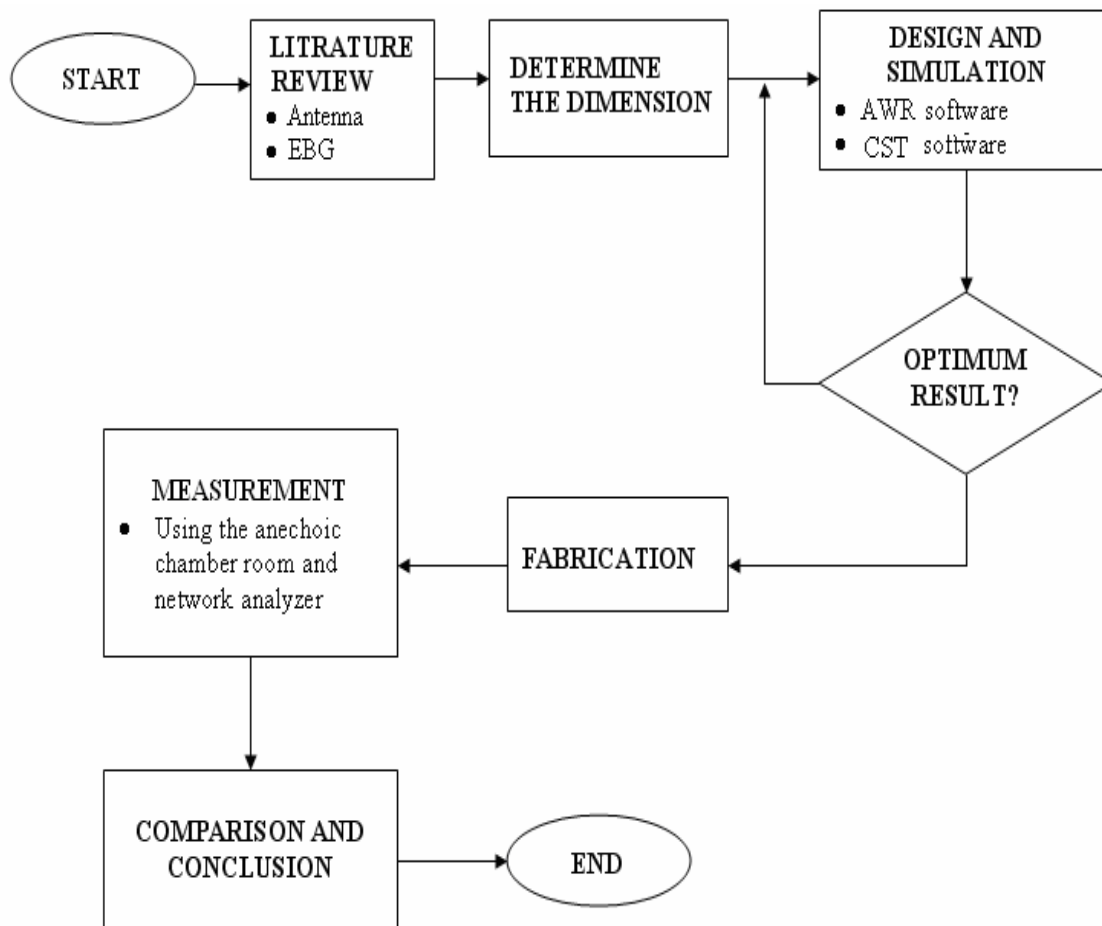 START
LITRATURE
REVIEW
● Antenna
● EBG
DETERMINE
THE DIMENSION
DESIGN AND
SIMULATION
● AWR software
● CST software
OPTIMUM
RESULT?
FABRICATION
MEASUREMENT
● Using the anechoic
chamber room and
network analyzer
COMPARISON AND
CONCLUSION
END